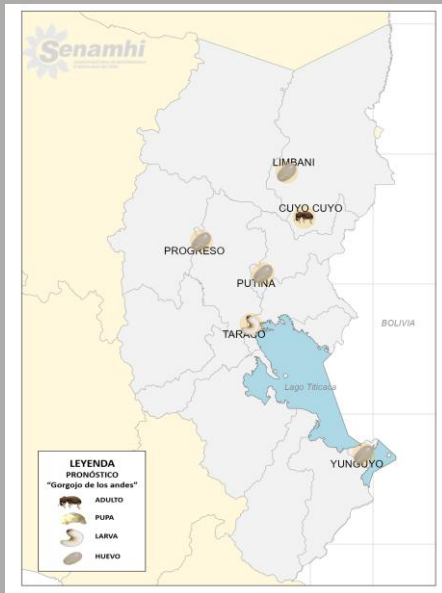 Senamhi
LIMBANI
CUYO CUYO
PROGRESO
PUTINA
TARACO
BOLIVIA
Lago Titicaca
YUNGUYO
LEYENDA
PRONÓSTICO
"Gorgojo de los andes"
ADULTO
PUPA
LARVA
HUEVO